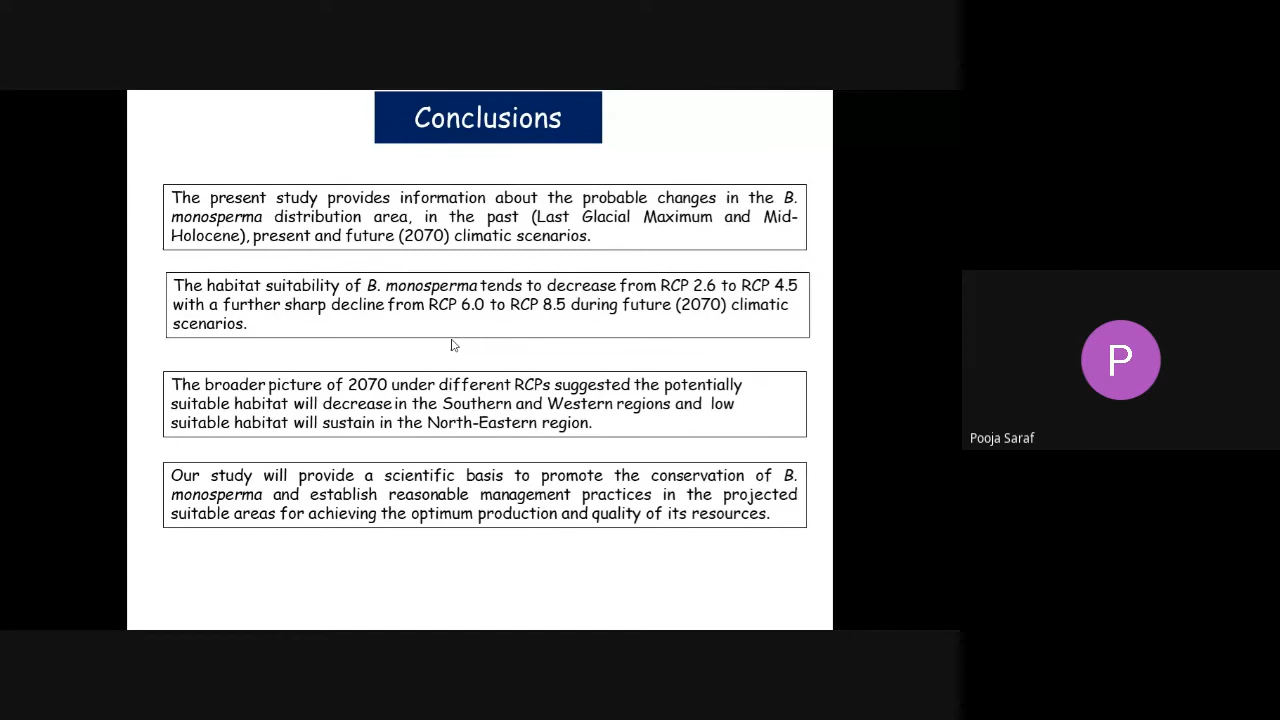 Conclusions
The present study provides information about the probable changes in the B.
monosperma distribution area, in the past (Last Glacial Maximum and Mid-
Holocene), present and future (2070) climatic scenarios.
The habitat suitability of B. monosperma tends to decrease from RCP 2.6 to RCP 4.5
with a further sharp decline from RCP 6.0 to RCP 8.5 during future (2070) climatic
scenarios.
The broader picture of 2070 under different RCPs suggested the potentially
suitable habitat will decrease in the Southern and Western regions and low
suitable habitat will sustain in the North-Eastern region.
Our study will provide a scientific basis to promote the conservation of B.
monosperma and establish reasonable management practices in the projected
suitable areas for achieving the optimum production and quality of its resources.
P
Pooja Saraf